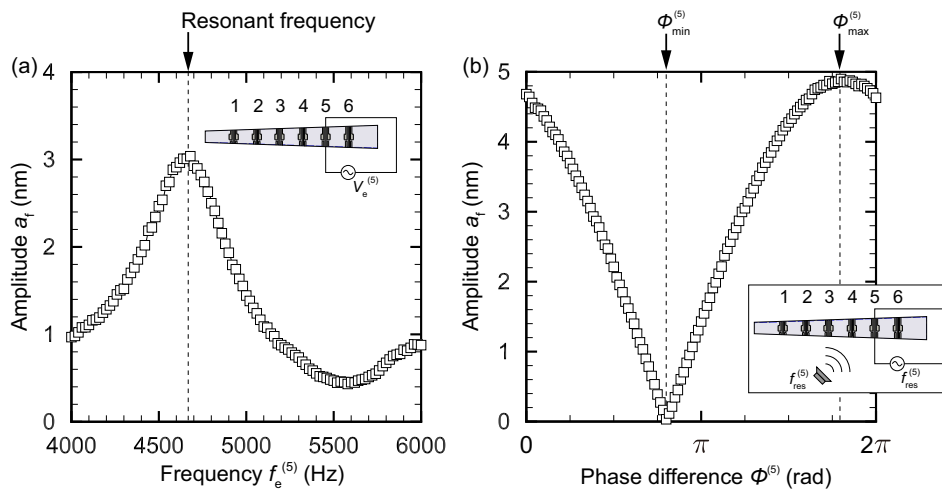 Resonant frequency
Φ_min^(5)
Φ_max^(5)
(a)
4
3
2
1
0
Amplitude a_f (nm)
1 2 3 4 5 6
V_e^(5)
4000 4500 5000 5500 6000
Frequency f_e^(5) (Hz)
(b)
5
4
3
2
1
0
Amplitude a_f (nm)
1 2 3 4 5 6
f_res^(5)
f_res^(5)
0 π 2π
Phase difference Φ^(5) (rad)